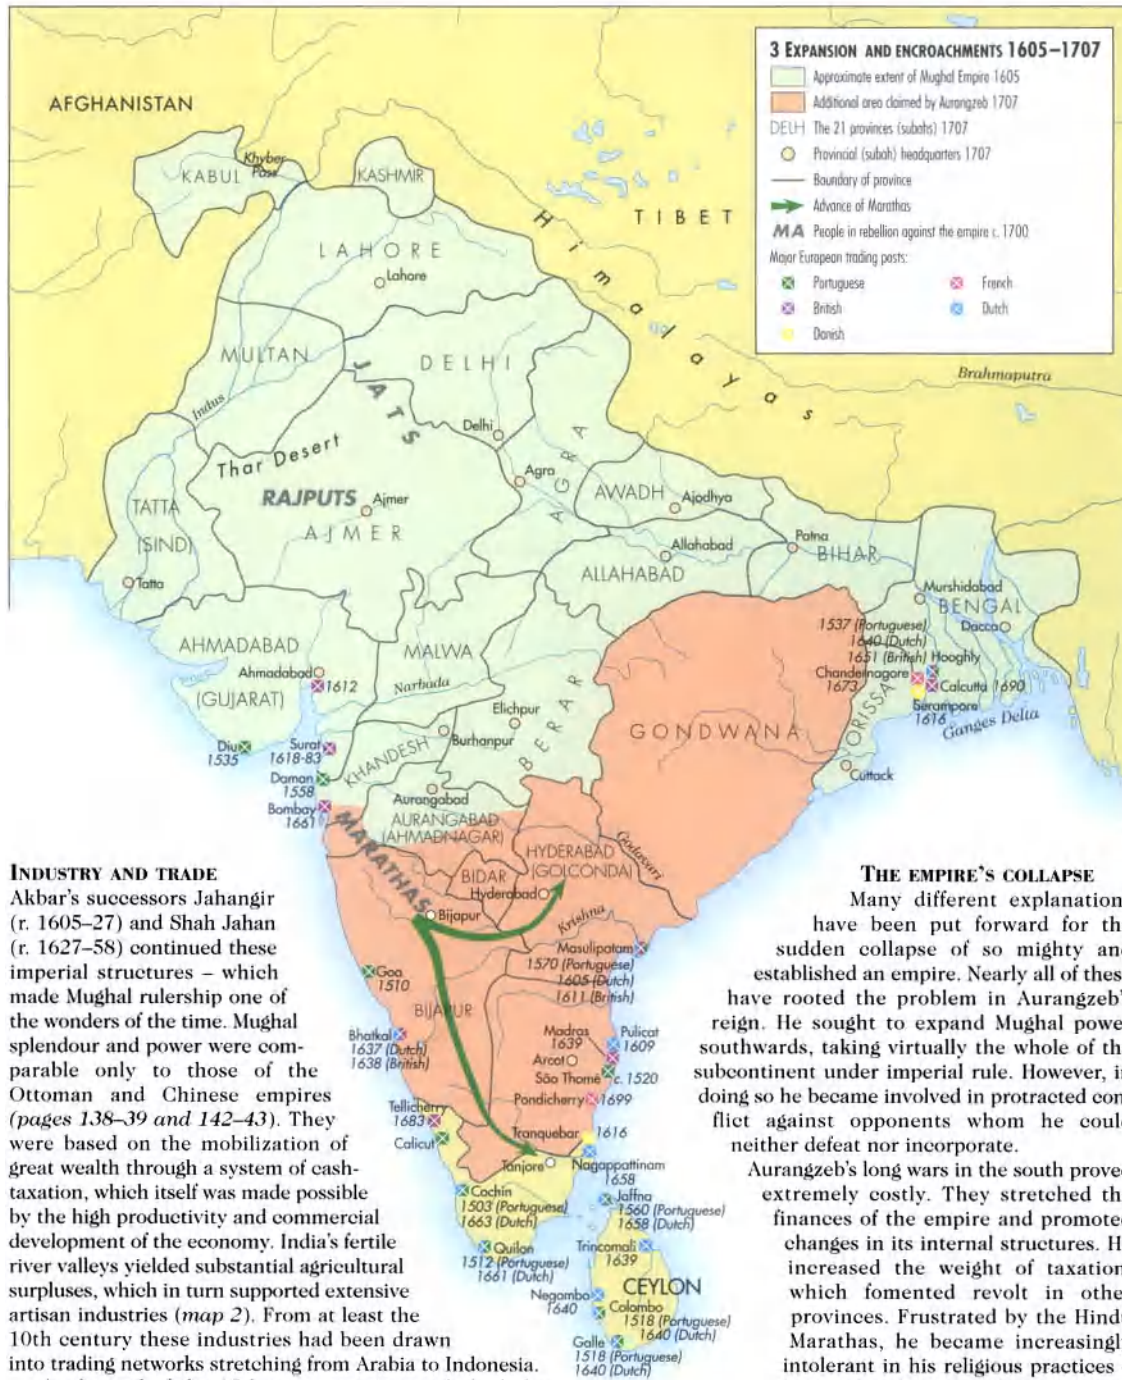 3 EXPANSION AND ENCROACHMENTS 1605–1707
Approximate extent of Mughal Empire 1605
Additional area claimed by Aurangzeb 1707
DELH The 21 provinces (subahs) 1707
Provincial (subah) headquarters 1707
Boundary of province
Advance of Marathas
MA People in rebellion against the empire c. 1700
Major European trading posts:
Portuguese
French
British
Dutch
Danish
AFGHANISTAN
KABUL
Khyber
Pass
KASHMIR
TIBET
Himalayas
Brahmaputra
LAHORE
Lahore
MULTAN
JATS
DELHI
Delhi
Indus
Thar Desert
RAJPUTS
Ajmer
AJMER
Agra
AGRA
AWADH
Ajodhya
TATTA
(SIND)
Tatta
Allahabad
ALLAHABAD
Patna
BIHAR
Murshidabad
BENGAL
Dacca
AHMADABAD
Ahmadabad
(GUJARAT)
1612
MALWA
Narbada
1537 (Portuguese)
1640 (Dutch)
1651 (British) Hooghly
Chandernagore
1673
Calcutta 1690
Serampore
1616
Ganges Delta
ORISSA
Cuttack
GONDWANA
Elichpur
BERAR
Burhanpur
KHANDESH
Diu
1535
Surat
1618-83
Daman
1558
Bombay
1661
Aurangabad
AURANGABAD
(AHMADNAGAR)
MARATHAS
BIDAR
HYDERABAD
(GOLCONDA)
Hyderabad
Godavari
Bijapur
Krishna
Masulipatam
1570 (Portuguese)
1605 (Dutch)
1611 (British)
Goa
1510
BIJAPUR
Bhatkal
1637 (Dutch)
1638 (British)
Madras
1639
Pulicat
1609
Arcot
São Thomé c. 1520
Pondicherry 1699
Tellicherry
1683
Calicut
Tranquebar 1616
Tanjore
Nagappattinam
1658
Cochin
1503 (Portuguese)
1663 (Dutch)
Jaffna
1560 (Portuguese)
1658 (Dutch)
Quilon
1512 (Portuguese)
1661 (Dutch)
Trincomali
1639
CEYLON
Negombo
1640
Colombo
1518 (Portuguese)
1640 (Dutch)
Galle
1518 (Portuguese)
1640 (Dutch)
INDUSTRY AND TRADE
Akbar's successors Jahangir
(r. 1605–27) and Shah Jahan
(r. 1627–58) continued these
imperial structures – which
made Mughal rulership one of
the wonders of the time. Mughal
splendour and power were com-
parable only to those of the
Ottoman and Chinese empires
(pages 138–39 and 142–43). They
were based on the mobilization of
great wealth through a system of cash-
taxation, which itself was made possible
by the high productivity and commercial
development of the economy. India's fertile
river valleys yielded substantial agricultural
surpluses, which in turn supported extensive
artisan industries (map 2). From at least the
10th century these industries had been drawn
into trading networks stretching from Arabia to Indonesia.
THE EMPIRE'S COLLAPSE
Many different explanation
have been put forward for th
sudden collapse of so mighty an
established an empire. Nearly all of thes
have rooted the problem in Aurangzeb'
reign. He sought to expand Mughal powe
southwards, taking virtually the whole of th
subcontinent under imperial rule. However, i
doing so he became involved in protracted con
flict against opponents whom he coul
neither defeat nor incorporate.
Aurangzeb's long wars in the south prove
extremely costly. They stretched th
finances of the empire and promote
changes in its internal structures. H
increased the weight of taxation
which fomented revolt in othe
provinces. Frustrated by the Hind
Marathas, he became increasingl
intolerant in his religious practices